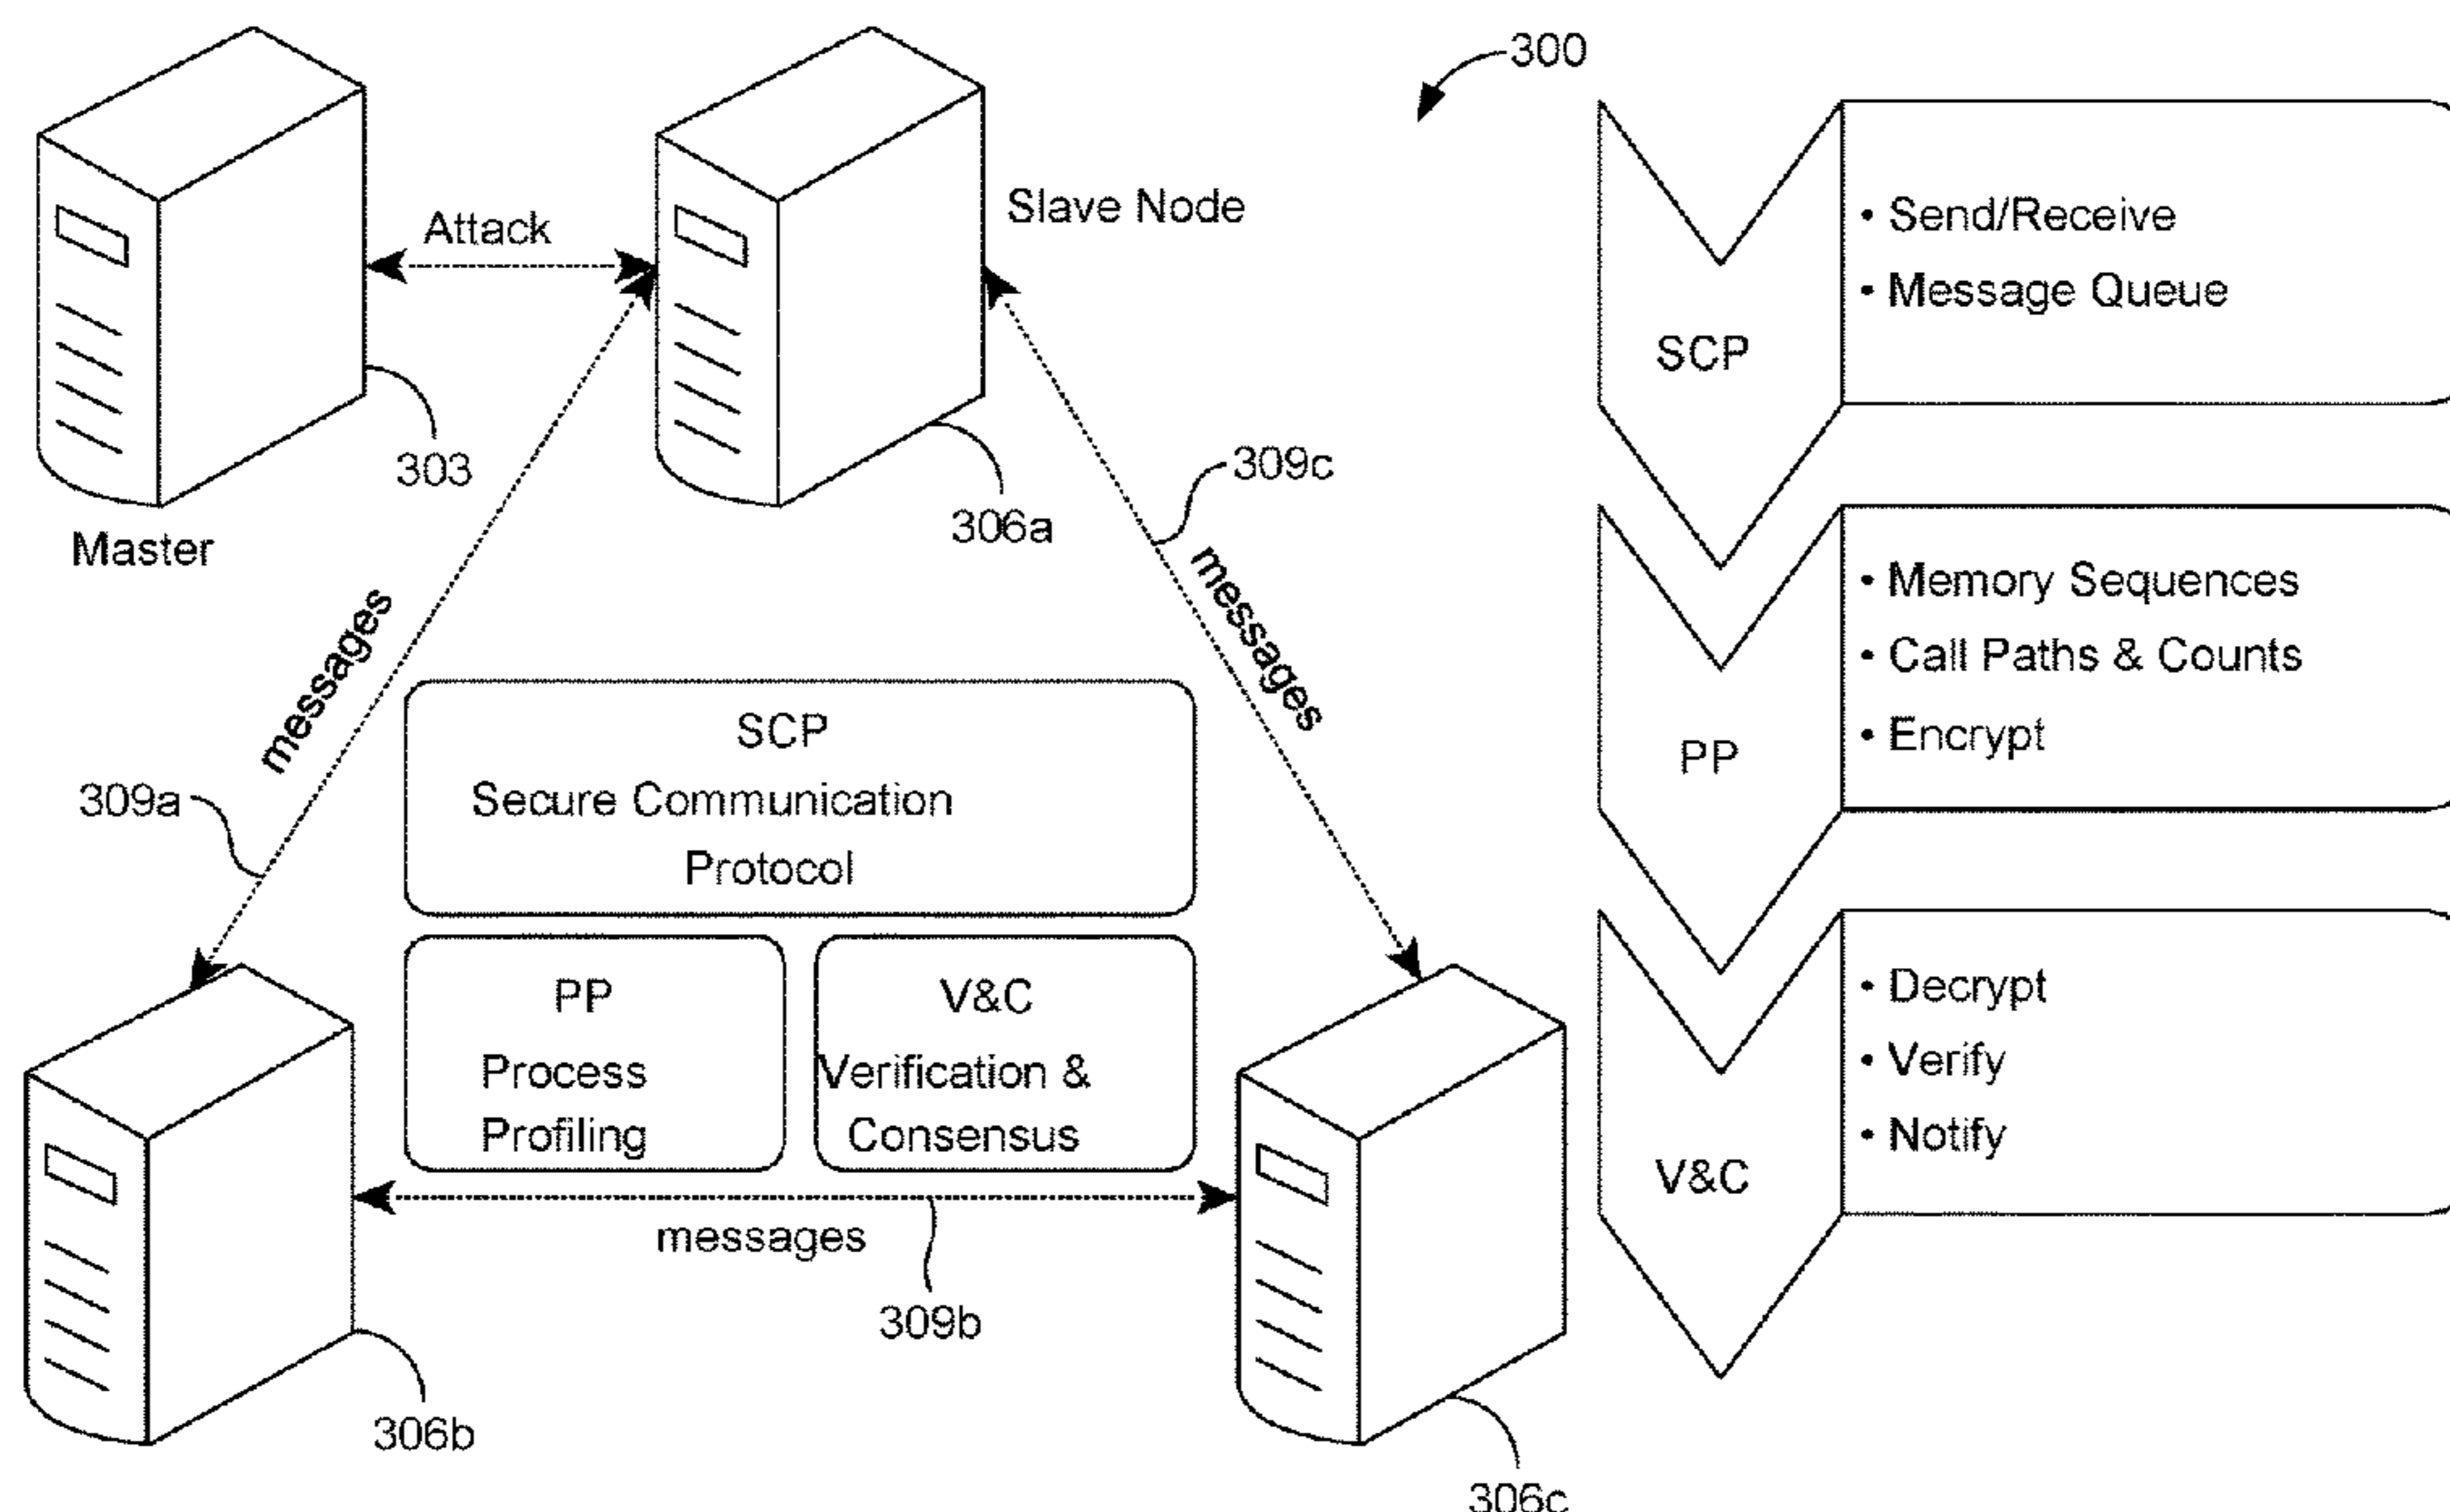 300
Attack
Slave Node
303
Master
306a
309c
messages
messages
309a
SCP
Secure Communication
Protocol
PP
Process
Profiling
V&C
Verification &
Consensus
messages
309b
306b
306c
SCP
• Send/Receive
• Message Queue
PP
• Memory Sequences
• Call Paths & Counts
• Encrypt
V&C
• Decrypt
• Verify
• Notify